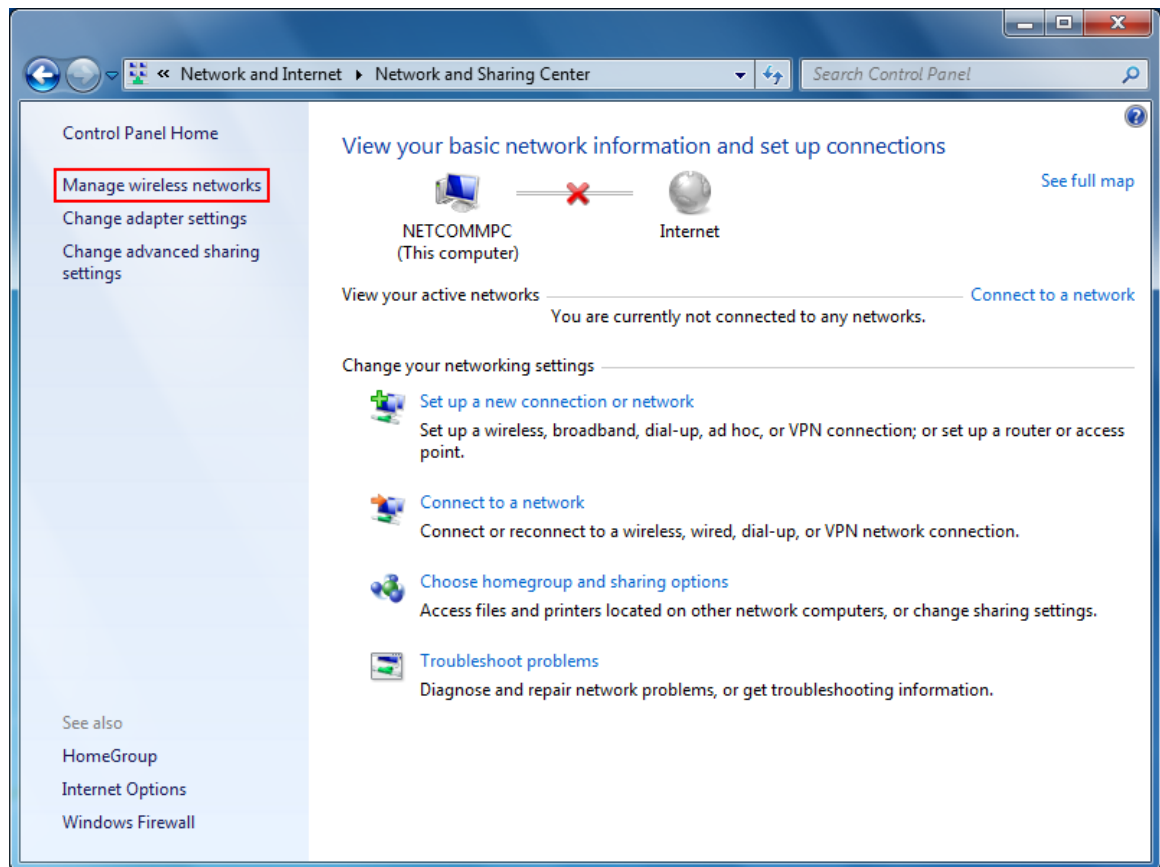 « Network and Internet ▸ Network and Sharing Center
Search Control Panel
Control Panel Home
Manage wireless networks
Change adapter settings
Change advanced sharing
settings
View your basic network information and set up connections
See full map
NETCOMMPC
(This computer)
Internet
View your active networks
Connect to a network
You are currently not connected to any networks.
Change your networking settings
Set up a new connection or network
Set up a wireless, broadband, dial-up, ad hoc, or VPN connection; or set up a router or access
point.
Connect to a network
Connect or reconnect to a wireless, wired, dial-up, or VPN network connection.
Choose homegroup and sharing options
Access files and printers located on other network computers, or change sharing settings.
Troubleshoot problems
Diagnose and repair network problems, or get troubleshooting information.
See also
HomeGroup
Internet Options
Windows Firewall